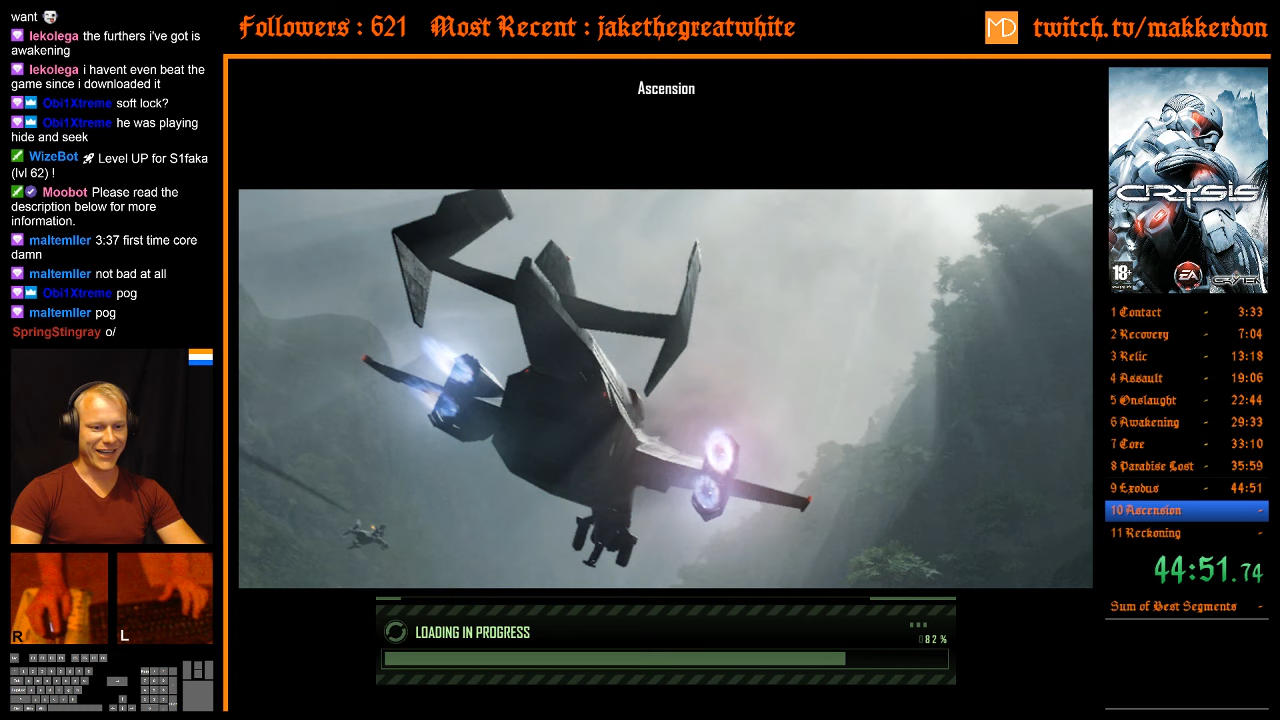 Followers : 621 Most Recent : jakethegreatwhite
MD twitch.tv/makkerdon
want
lekolega the furthers i've got is
awakening
lekolega i havent even beat the
game since i downloaded it
Obi1Xtreme soft lock?
Obi1Xtreme he was playing
hide and seek
WizeBot Level UP for S1faka
(lvl 62) !
Moobot Please read the
description below for more
information.
maltemller 3:37 first time core
damn
maltemller not bad at all
Obi1Xtreme pog
maltemller pog
SpringStingray o/
R
L
Ascension
LOADING IN PROGRESS
082%
CRYSIS
18+
EA
CRYTEK
1 Contact - 3:33
2 Recovery - 7:04
3 Relic - 13:18
4 Assault - 19:06
5 Onslaught - 22:44
6 Awakening - 29:33
7 Core - 33:10
8 Paradise Lost - 35:59
9 Exodus - 44:51
10 Ascension -
11 Reckoning -
44:51.74
Sum of Best Segments -